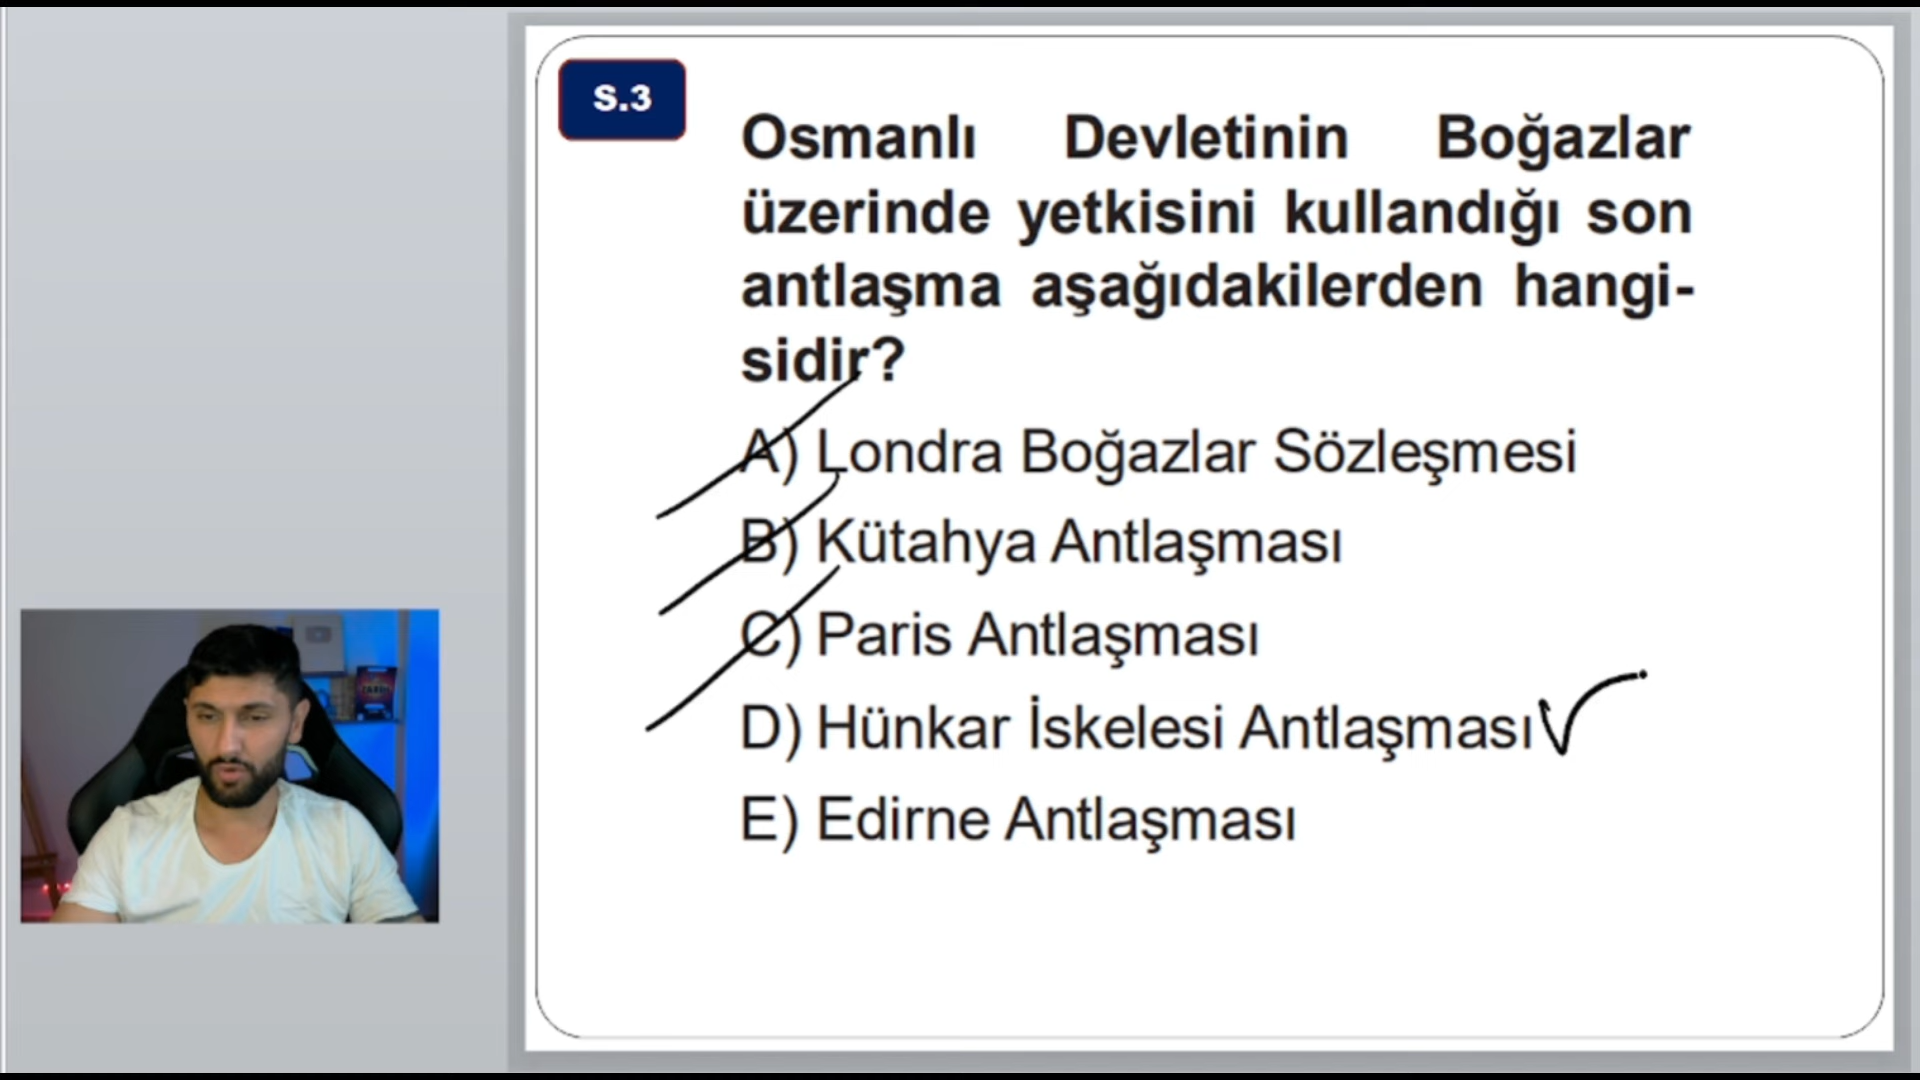 S.3
Osmanlı Devletinin Boğazlar
üzerinde yetkisini kullandığı son
antlaşma aşağıdakilerden hangi-
sidir?
A) Londra Boğazlar Sözleşmesi
B) Kütahya Antlaşması
C) Paris Antlaşması
D) Hünkar İskelesi Antlaşması
E) Edirne Antlaşması